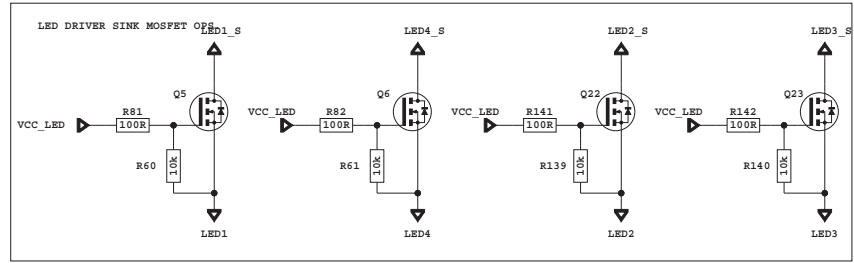 LED DRIVER SINK MOSFET OPS
LED1_S
LED4_S
LED2_S
LED3_S
Q5
Q6
Q22
Q23
VCC_LED
R81
100R
VCC_LED
R82
100R
VCC_LED
R141
100R
VCC_LED
R142
100R
R60
10k
R61
10k
R139
10k
R140
10k
LED1
LED4
LED2
LED3